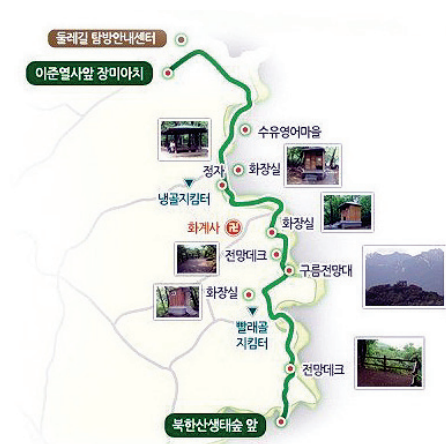 둘레길 탐방안내센터
이준열사앞 장미아치
수유영어마을
정자
화장실
냉골지킴터
화계사 卍
화장실
전망데크
구름전망대
화장실
빨래골
지킴터
전망데크
북한산생태숲 앞